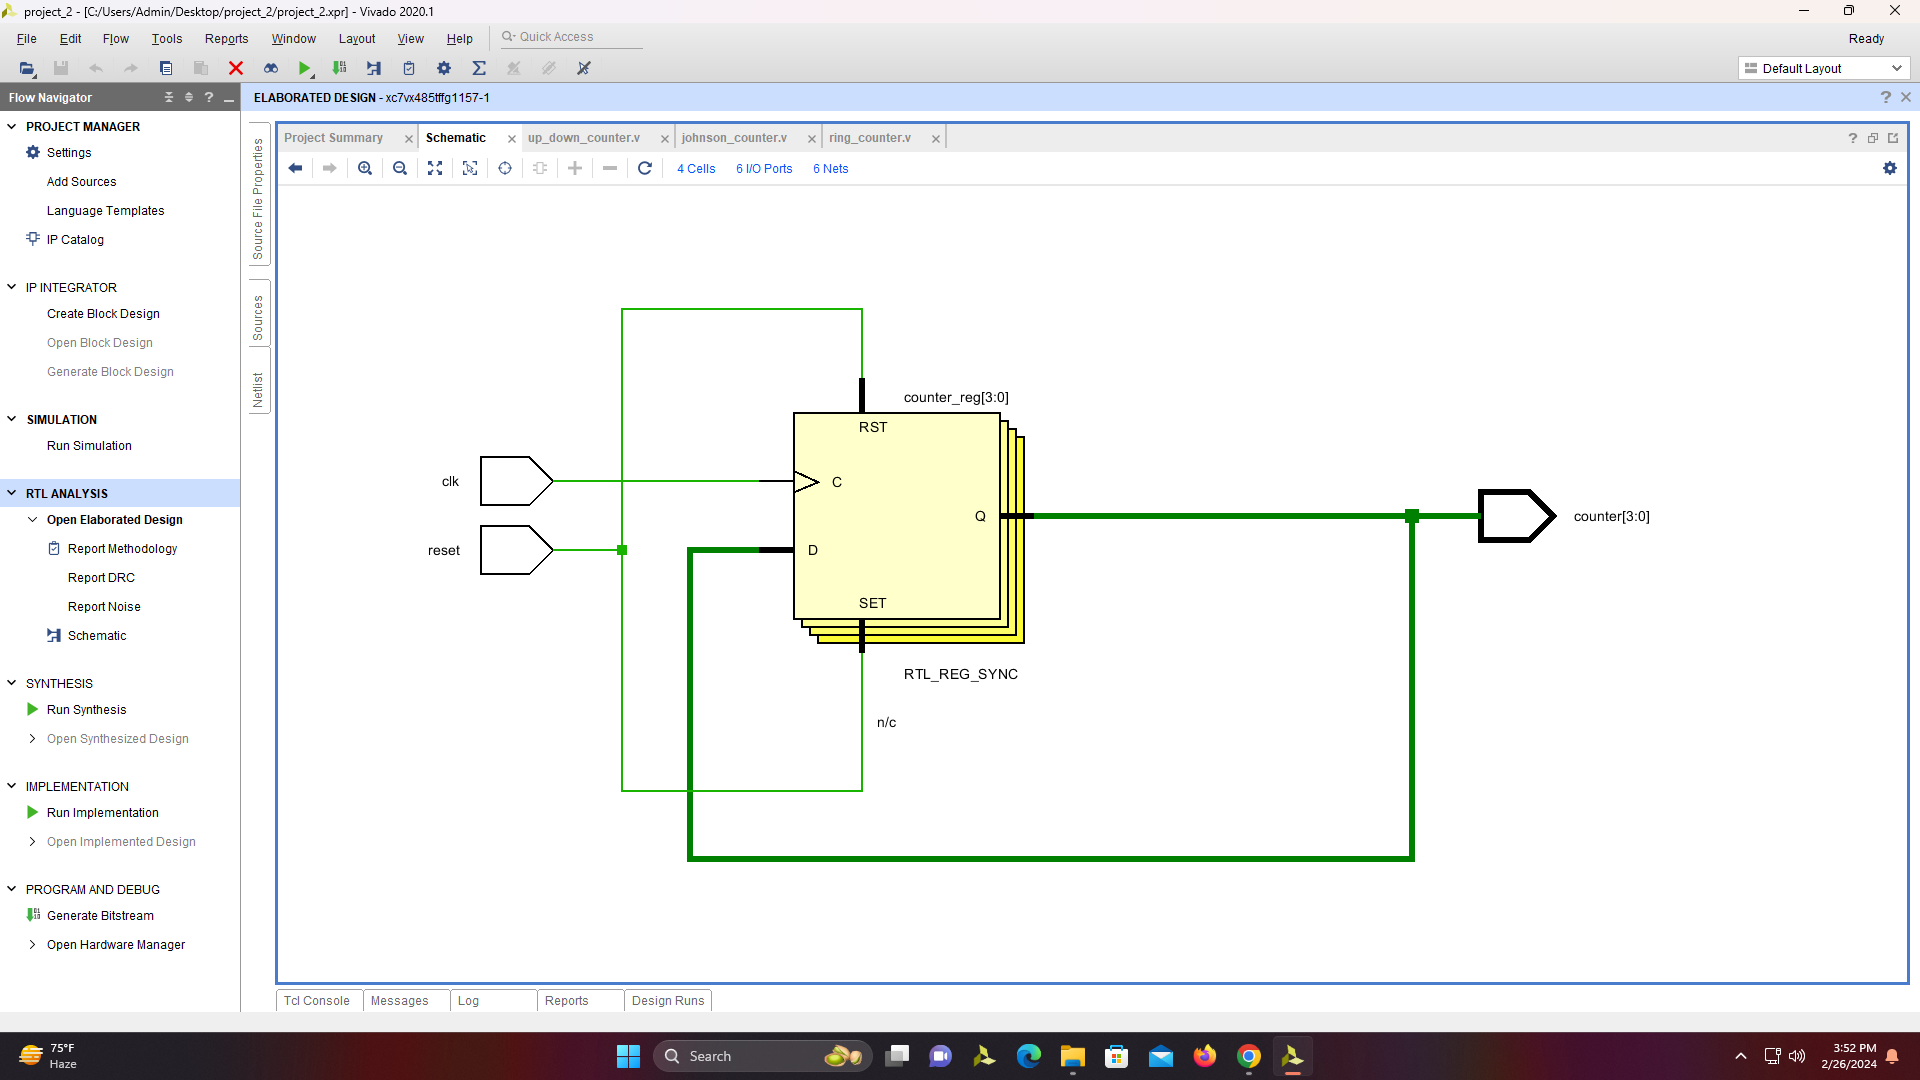 project_2 - [C:/Users/Admin/Desktop/project_2/project_2.xpr] - Vivado 2020.1
File Edit Flow Tools Reports Window Layout View Help Quick Access Ready
Default Layout
Flow Navigator
ELABORATED DESIGN - xc7vx485tffg1157-1
PROJECT MANAGER
Settings
Add Sources
Language Templates
IP Catalog
IP INTEGRATOR
Create Block Design
Open Block Design
Generate Block Design
SIMULATION
Run Simulation
RTL ANALYSIS
Open Elaborated Design
Report Methodology
Report DRC
Report Noise
Schematic
SYNTHESIS
Run Synthesis
Open Synthesized Design
IMPLEMENTATION
Run Implementation
Open Implemented Design
PROGRAM AND DEBUG
Generate Bitstream
Open Hardware Manager
Source File Properties
Sources
Netlist
Project Summary Schematic up_down_counter.v johnson_counter.v ring_counter.v
4 Cells 6 I/O Ports 6 Nets
counter_reg[3:0]
RST
clk
C
Q
counter[3:0]
reset
D
SET
RTL_REG_SYNC
n/c
Tcl Console Messages Log Reports Design Runs
75°F
Haze
Search
3:52 PM
2/26/2024